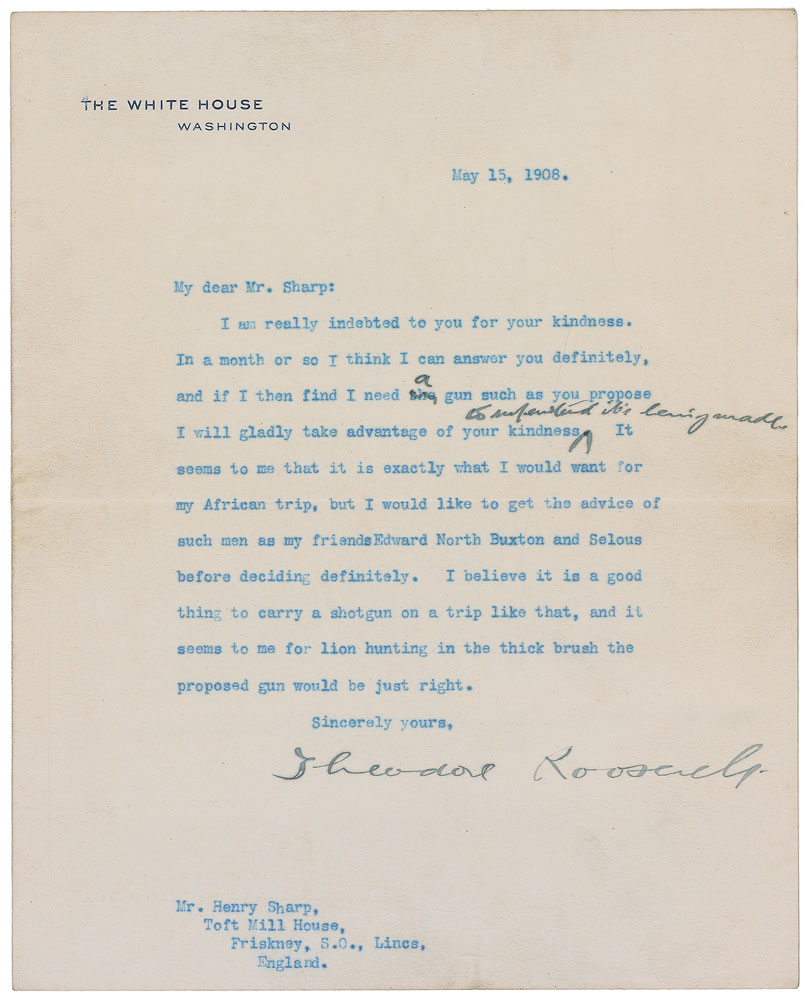 THE WHITE HOUSE
WASHINGTON
May 15, 1908.
My dear Mr. Sharp:
I am really indebted to you for your kindness.
In a month or so I think I can answer you definitely,
and if I then find I need a gun such as you propose
to superintend it's being made.
I will gladly take advantage of your kindness. It
seems to me that it is exactly what I would want for
my African trip, but I would like to get the advice of
such men as my friendsEdward North Buxton and Selous
before deciding definitely. I believe it is a good
thing to carry a shotgun on a trip like that, and it
seems to me for lion hunting in the thick brush the
proposed gun would be just right.
Sincerely yours,
Theodore Roosevelt
Mr. Henry Sharp,
Toft Mill House,
Friskney, S.O., Lincs,
England.